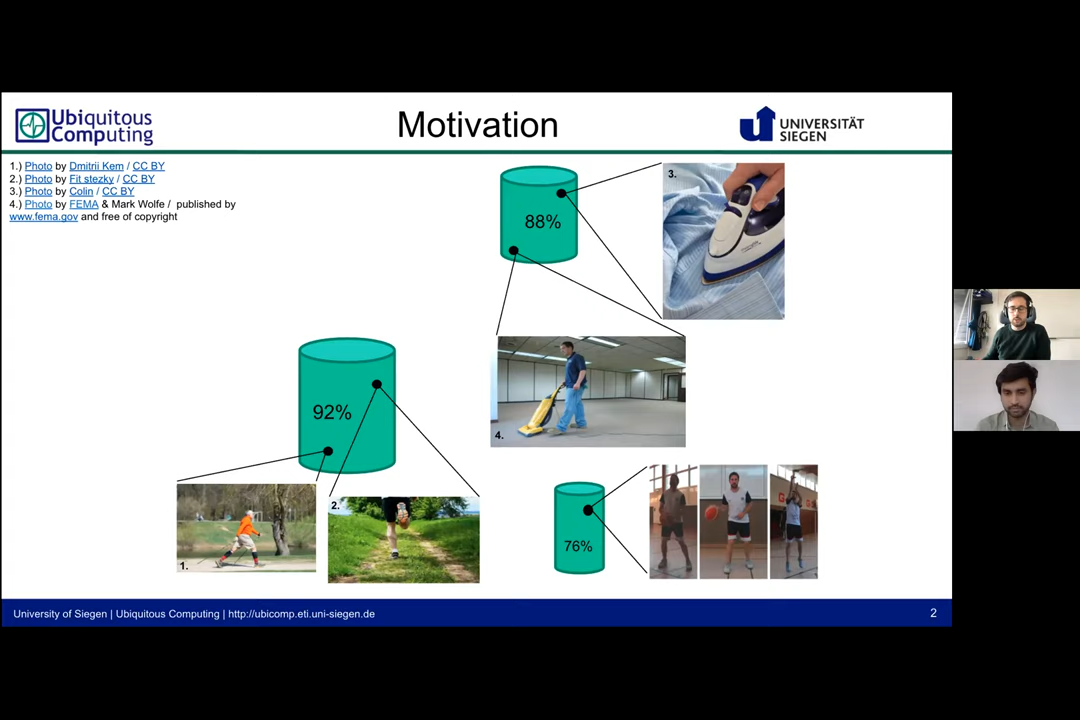 Ubiquitous
Computing
Motivation
UNIVERSITÄT
SIEGEN
1.) Photo by Dmitrii Kem / CC BY
2.) Photo by Fit stezky / CC BY
3.) Photo by Colin / CC BY
4.) Photo by FEMA & Mark Wolfe / published by
www.fema.gov and free of copyright
88%
3.
92%
4.
1.
2.
76%
University of Siegen | Ubiquitous Computing | http://ubicomp.eti.uni-siegen.de
2